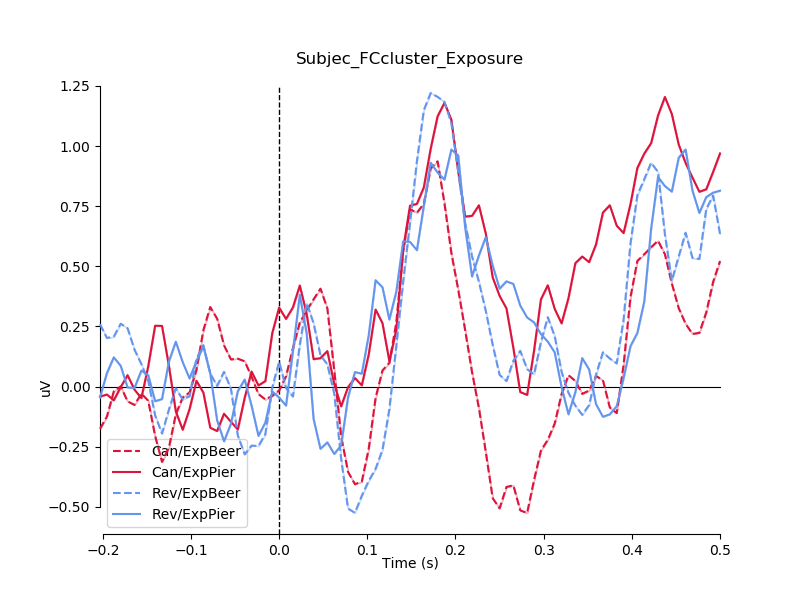 Subjec_FCcluster_Exposure
1.25
1.00
0.75
0.50
0.25
0.00
−0.25
−0.50
uV
Can/ExpBeer
Can/ExpPier
Rev/ExpBeer
Rev/ExpPier
−0.2 −0.1 0.0 0.1 0.2 0.3 0.4 0.5
Time (s)